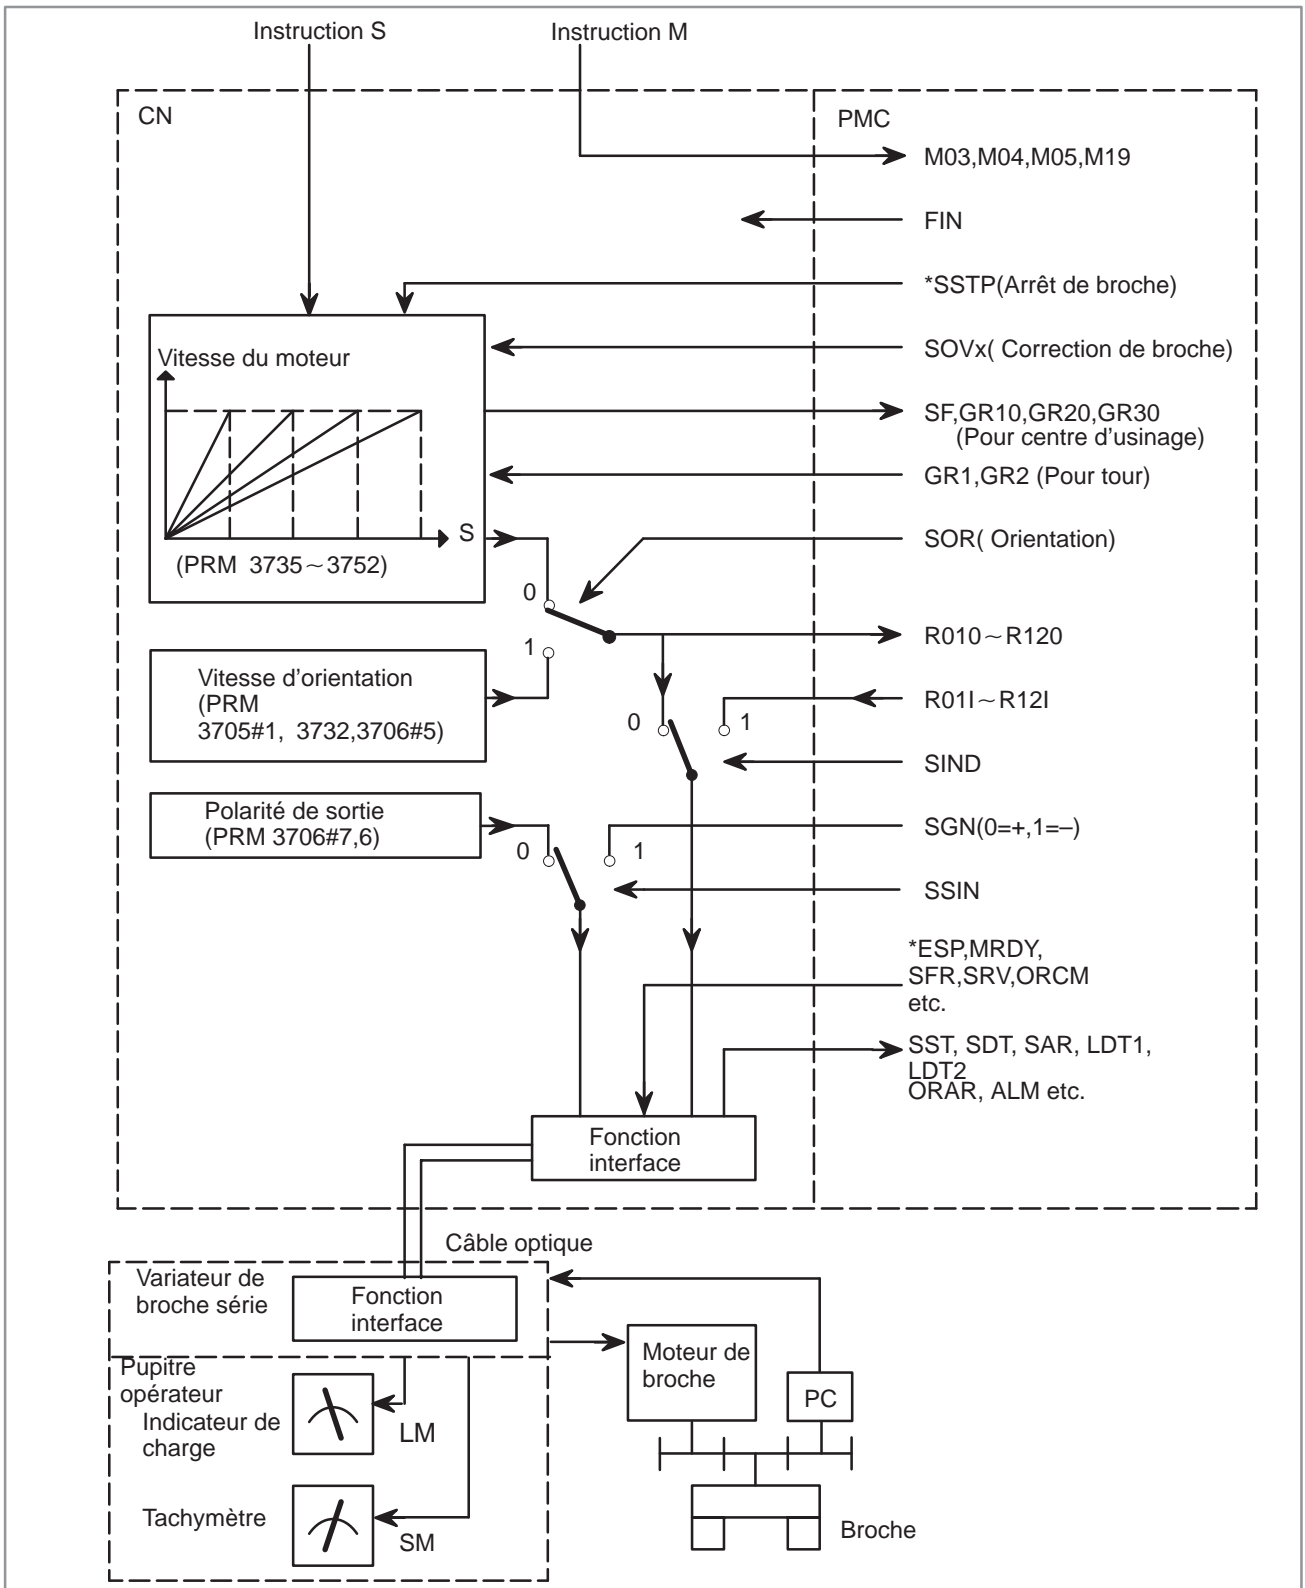 Instruction S
Instruction M
CN
PMC
M03,M04,M05,M19
FIN
*SSTP(Arrêt de broche)
SOVx( Correction de broche)
Vitesse du moteur
SF,GR10,GR20,GR30
(Pour centre d'usinage)
GR1,GR2 (Pour tour)
S
SOR( Orientation)
(PRM 3735~3752)
0
1
R010~R120
Vitesse d'orientation
(PRM
3705#1, 3732,3706#5)
R01I~R12I
0
1
SIND
Polarité de sortie
(PRM 3706#7,6)
SGN(0=+,1=–)
0
1
SSIN
*ESP,MRDY,
SFR,SRV,ORCM
etc.
SST, SDT, SAR, LDT1,
LDT2
ORAR, ALM etc.
Fonction
interface
Câble optique
Variateur de
broche série
Fonction
interface
Moteur de
broche
PC
Pupitre
opérateur
Indicateur de
charge
LM
Tachymètre
SM
Broche